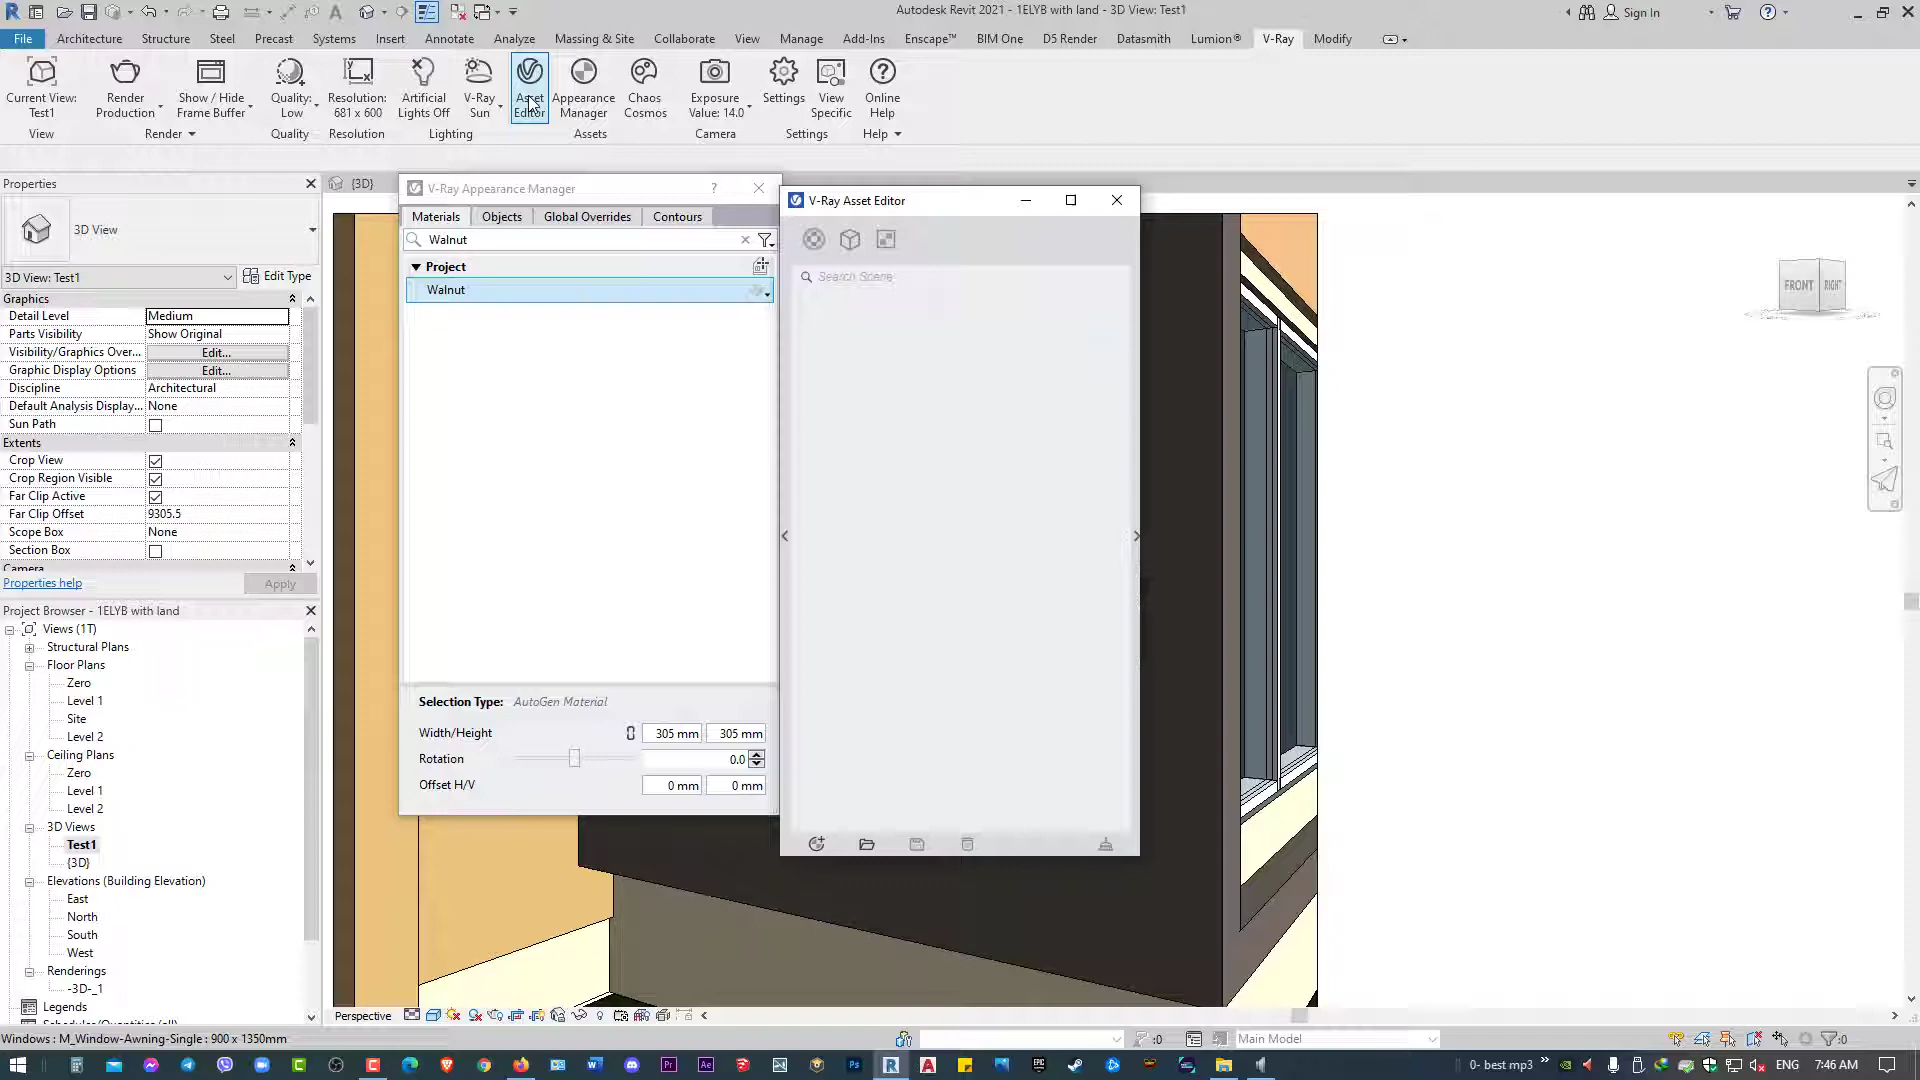 Autodesk Revit 2021 - 1ELYB with land - 3D View: Test1
Sign In
File Architecture Structure Steel Precast Systems Insert Annotate Analyze Massing & Site Collaborate View Manage Add-Ins Enscape™ BIM One D5 Render Datasmith Lumion® V-Ray Modify
Current View: Test1
Render Production
Show / Hide Frame Buffer
Quality: Low
Resolution: 681 x 600
Artificial Lights Off
V-Ray Sun
Asset Editor
Appearance Manager
Chaos Cosmos
Exposure Value: 14.0
Settings
View Specific
Online Help
View Render Quality Resolution Lighting Assets Camera Settings Help
Properties
3D View
3D View: Test1
Edit Type
Graphics
Detail Level Medium
Parts Visibility Show Original
Visibility/Graphics Over... Edit...
Graphic Display Options Edit...
Discipline Architectural
Default Analysis Display... None
Sun Path
Extents
Crop View
Crop Region Visible
Far Clip Active
Far Clip Offset 9305.5
Scope Box None
Section Box
Camera
Properties help
Apply
Project Browser - 1ELYB with land
Views (1T)
Structural Plans
Floor Plans
Zero
Level 1
Site
Level 2
Ceiling Plans
Zero
Level 1
Level 2
3D Views
Test1
{3D}
Elevations (Building Elevation)
East
North
South
West
Renderings
-3D-_1
Legends
Schedules/Quantities (all)
{3D}
V-Ray Appearance Manager ?
Materials Objects Global Overrides Contours
Walnut
Project
Walnut
Selection Type: AutoGen Material
Width/Height 305 mm 305 mm
Rotation 0.0
Offset H/V 0 mm 0 mm
V-Ray Asset Editor
Search Scene
FRONT RIGHT
Perspective
Windows : M_Window-Awning-Single : 900 x 1350mm
:0
Main Model
:0
0- best mp3
ENG
7:46 AM